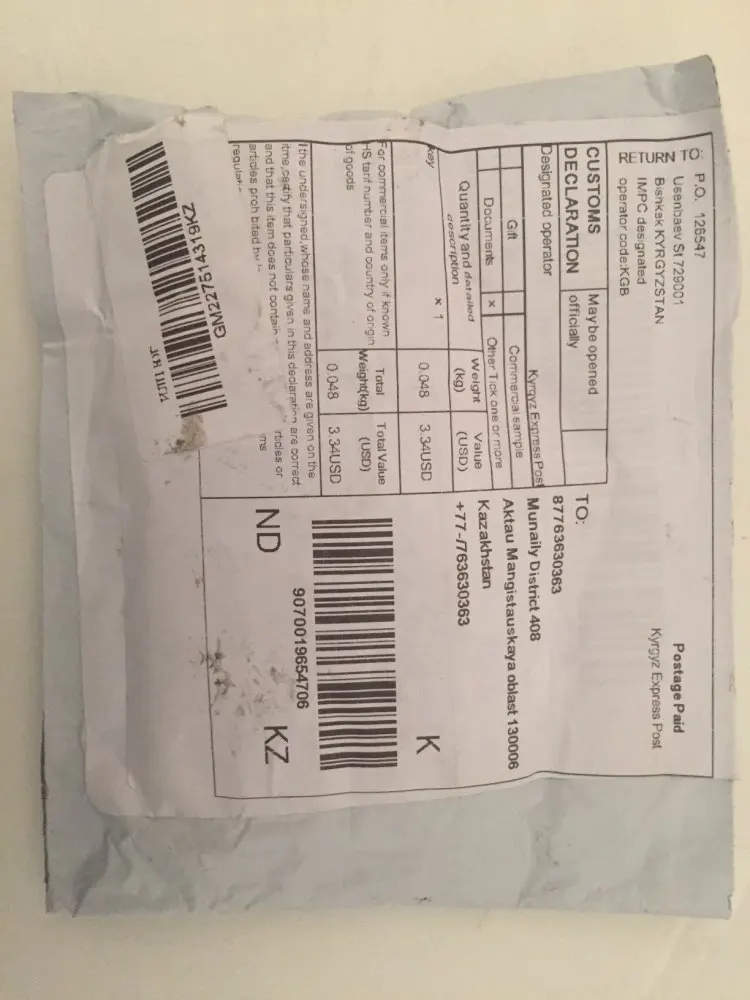 RETURN TO: P.O. 126547
Usenbaev St 729001
Bishkek KYRGYZSTAN
IMPC designated
operator code:KGB
Postage Paid
Kyrgyz Express Post
CUSTOMS
DECLARATION
May be opened
officially
Designated operator
Kyrgyz Express Post
Gift
Commercial sample
Documents
x
Other Tick one or more
Quantity and detailed
description
Weight
(kg)
Value
(USD)
key
x 1
0.048
3.34USD
For commercial items only if known
HS tarif number and country of origin
of goods
Total
Weight(kg)
Total Value
(USD)
0.048
3.34USD
I the undersigned,whose name and address are given on the
itme,certify that particulars given in this declaration are correct
and that this item does not contain
articles or
articles prohibited by
TO:
87763630363
Munaily District 408
Aktau Mangistauskaya oblast 130006
Kazakhstan
+77-/763630363
K
9070019654706
ND
KZ
GM227514319KZ